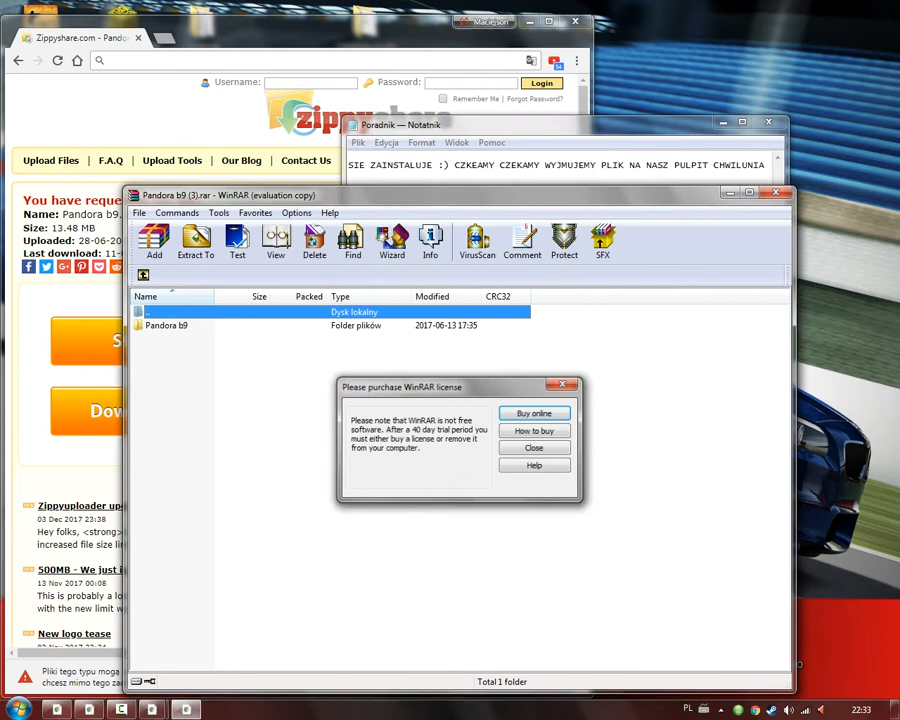 Maciejson
Zippyshare.com - Pando
Username:
Password:
Login
Remember Me | Forgot Password?
zippyshare
Upload Files | F.A.Q | Upload Tools | Our Blog | Contact Us
Poradnik — Notatnik
Plik Edycja Format Widok Pomoc
SIE ZAINSTALUJE :) CZKEAMY CZEKAMY WYJMUJEMY PLIK NA NASZ PULPIT CHWILUNIA
You have reque
Name: Pandora b9.
Size: 13.48 MB
Uploaded: 28-06-20
Last download: 11-0
S
Dow
Zippyuploader up
03 Dec 2017 23:38
Hey folks, <strong>i
increased file size lin
500MB - We just i
13 Nov 2017 00:08
This is probably a lo
with the new limit w
New logo tease
Pliki tego typu mogą
chcesz mimo tego zac
Pandora b9 (3).rar - WinRAR (evaluation copy)
File Commands Tools Favorites Options Help
Add Extract To Test View Delete Find Wizard Info VirusScan Comment Protect SFX
Name Size Packed Type Modified CRC32
.. Dysk lokalny
Pandora b9 Folder plików 2017-06-13 17:35
Please purchase WinRAR license
Please note that WinRAR is not free
software. After a 40 day trial period you
must either buy a license or remove it
from your computer.
Buy online
How to buy
Close
Help
Total 1 folder
PL
22:33